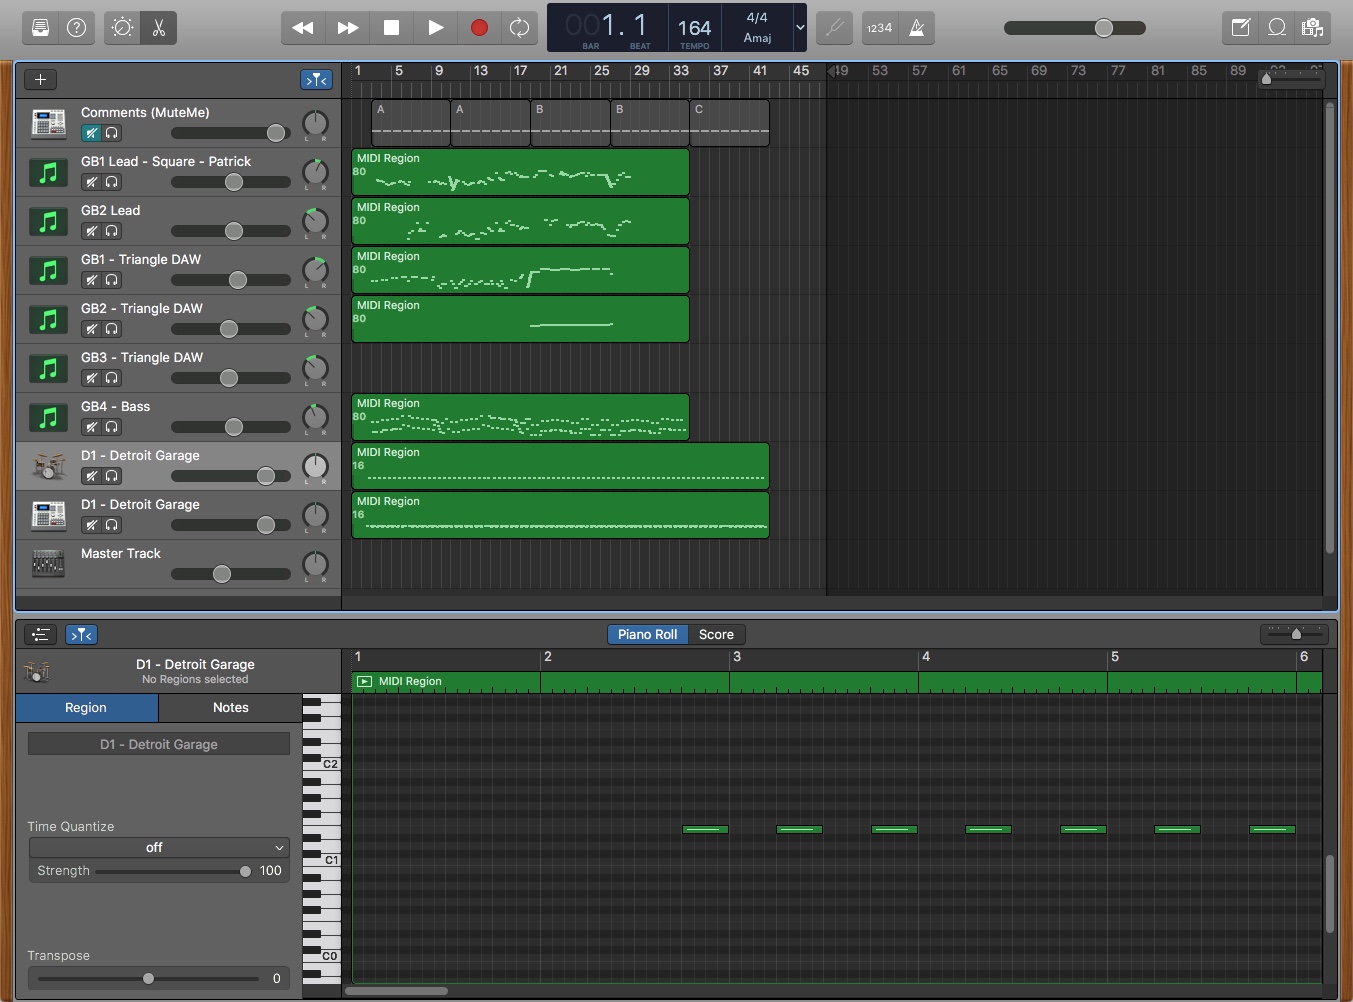 001. 1
BAR
BEAT
164
TEMPO
4/4
Amaj
1234
1 5 9 13 17 21 25 29 33 37 41 45 49 53 57 61 65 69 73 77 81 85 89
Comments (MuteMe)
L R
A A B B C
GB1 Lead - Square - Patrick
L R
MIDI Region
80
GB2 Lead
L R
MIDI Region
80
GB1 - Triangle DAW
L R
MIDI Region
80
GB2 - Triangle DAW
L R
MIDI Region
80
GB3 - Triangle DAW
L R
GB4 - Bass
L R
MIDI Region
80
D1 - Detroit Garage
L R
MIDI Region
16
D1 - Detroit Garage
L R
MIDI Region
16
Master Track
L R
Piano Roll Score
D1 - Detroit Garage
No Regions selected
1 2 3 4 5 6
MIDI Region
Region Notes
D1 - Detroit Garage
C2
Time Quantize
off
C1
Strength 100
Transpose
C0
0